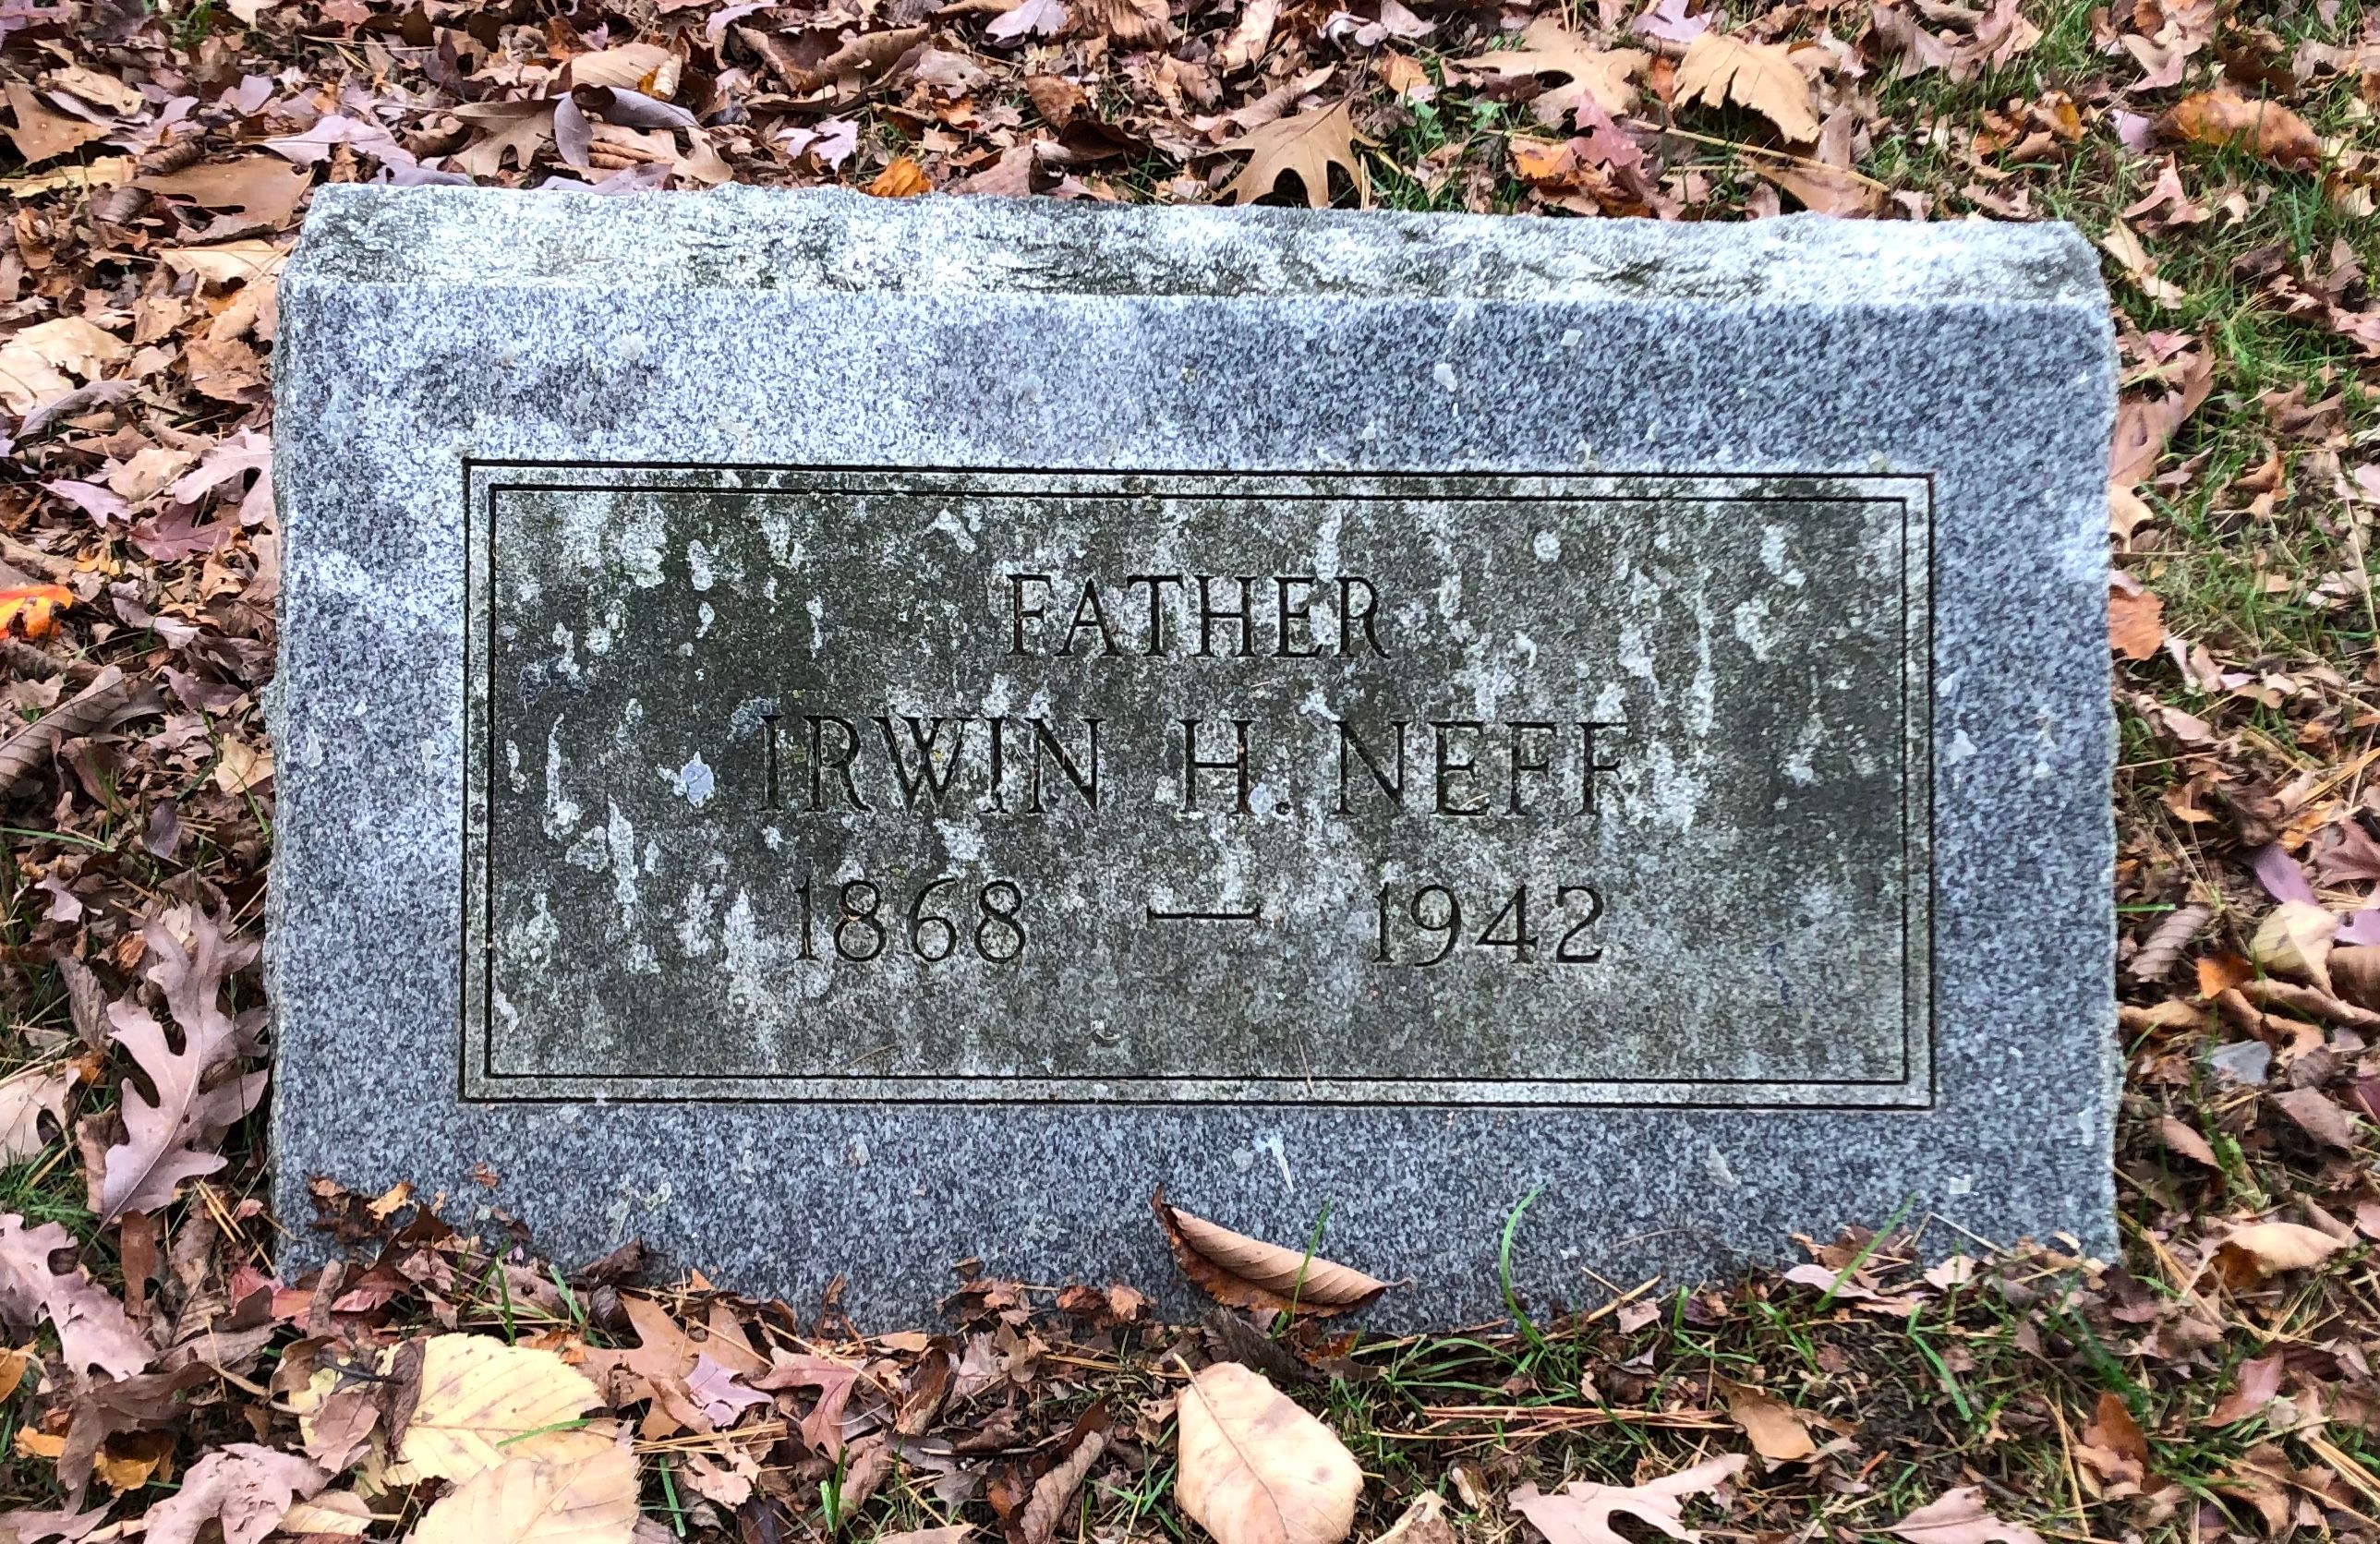 FATHER
IRWIN H. NEFF
1868 — 1942